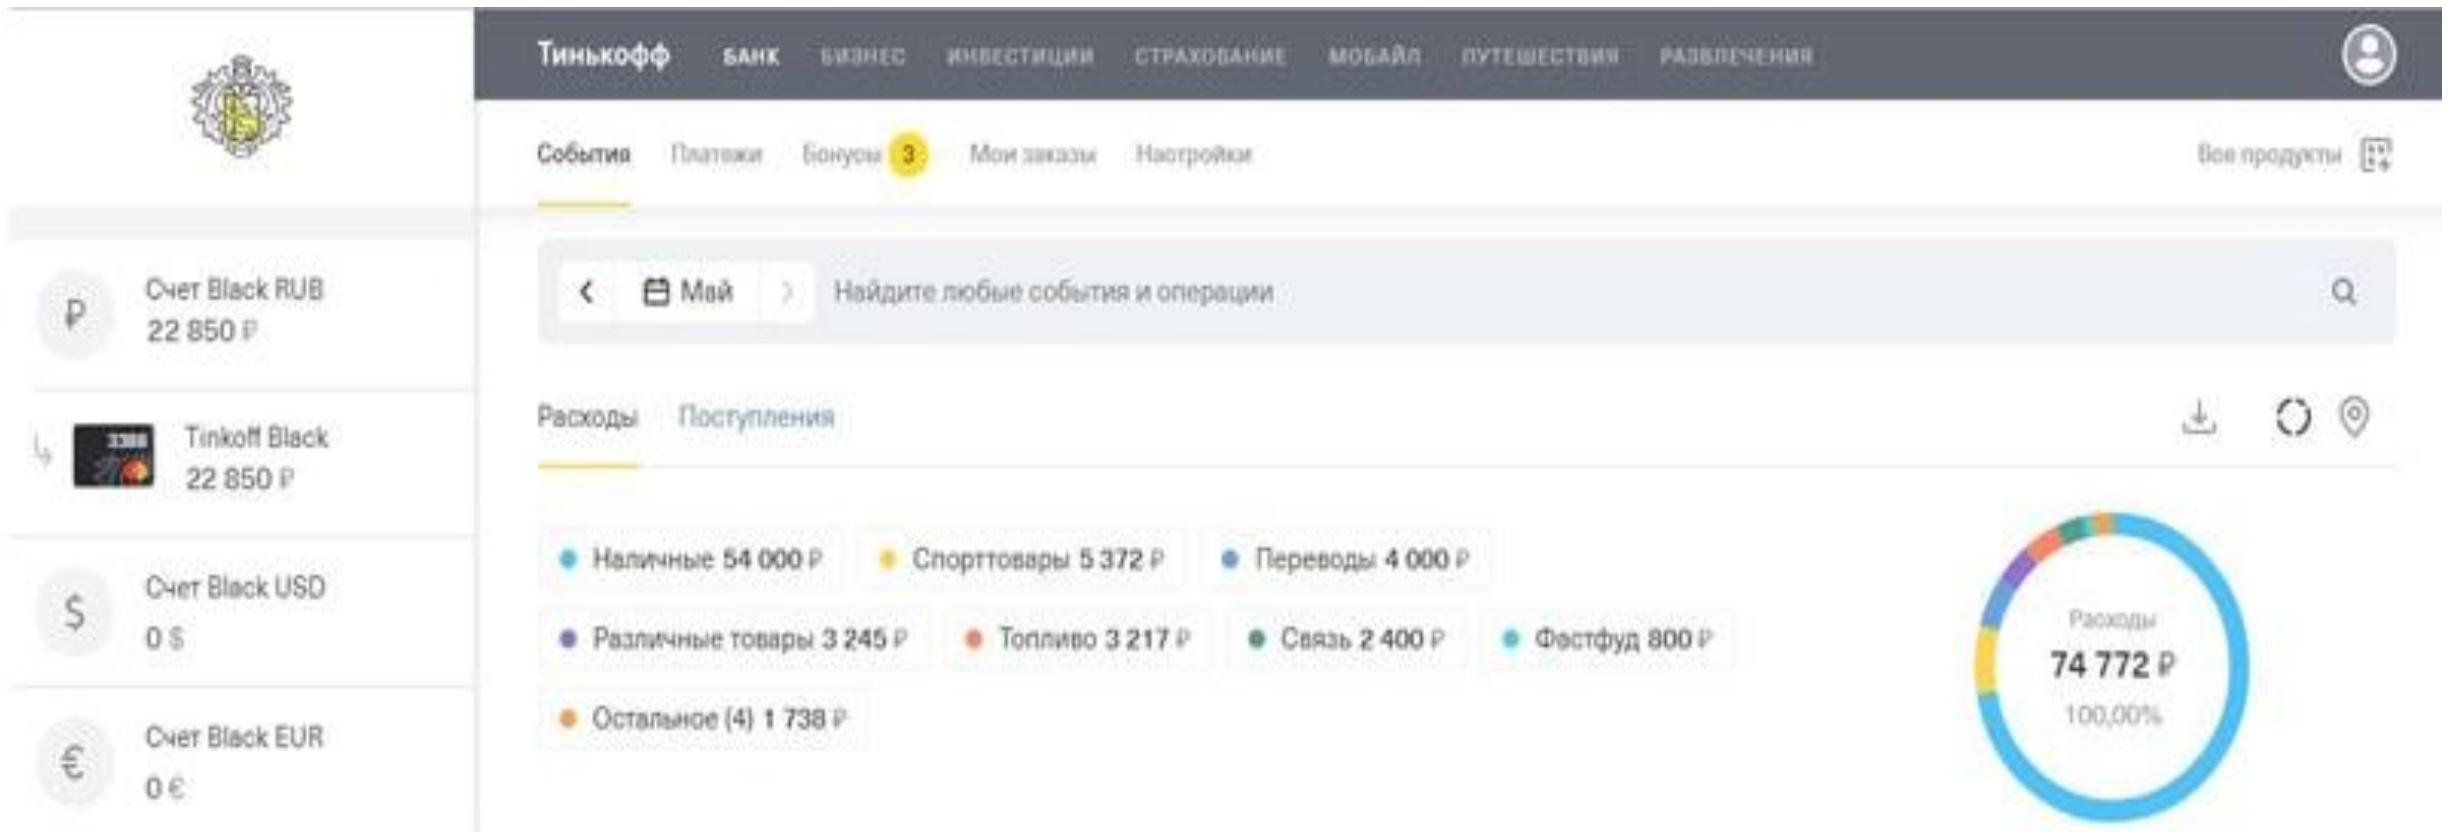 Тинькофф БАНК БИЗНЕС ИНВЕСТИЦИИ СТРАХОВАНИЕ МОБАЙЛ ПУТЕШЕСТВИЯ РАЗВЛЕЧЕНИЯ
События Платежи Бонусы 3 Мои заказы Настройки Все продукты
Счет Black RUB
22 850 ₽
Tinkoff Black
22 850 ₽
Счет Black USD
0 $
Счет Black EUR
0 €
Май Найдите любые события и операции
Расходы Поступления
Наличные 54 000 ₽ Спорттовары 5 372 ₽ Переводы 4 000 ₽
Различные товары 3 245 ₽ Топливо 3 217 ₽ Связь 2 400 ₽ Фастфуд 800 ₽
Остальное (4) 1 738 ₽
Расходы
74 772 ₽
100,00%